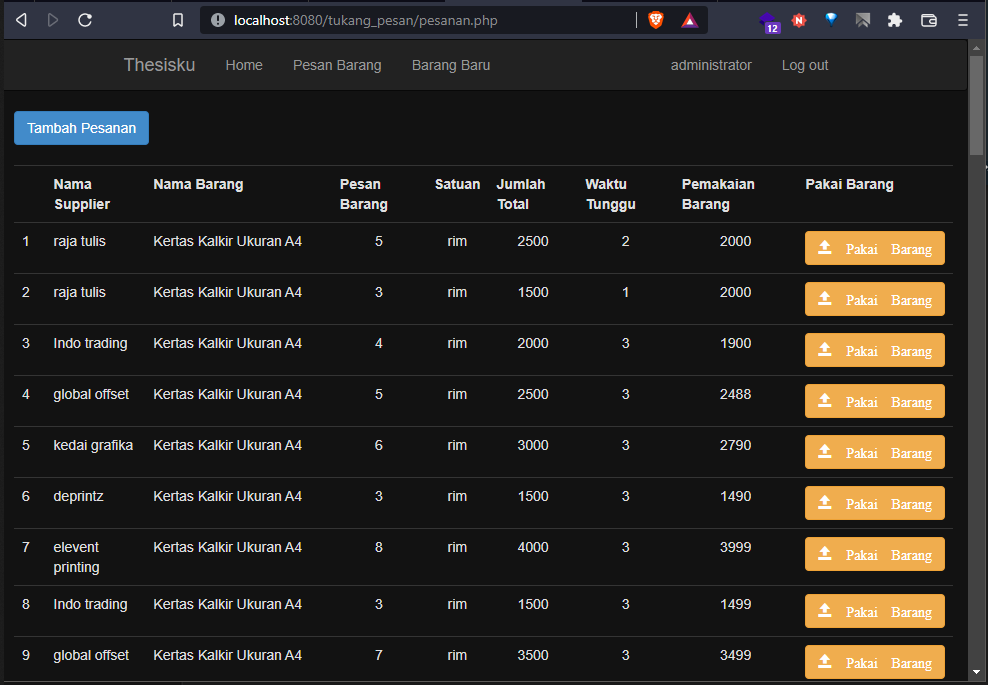 localhost:8080/tukang_pesan/pesanan.php
12
Thesisku Home Pesan Barang Barang Baru administrator Log out
Tambah Pesanan
Nama Supplier Nama Barang Pesan Barang Satuan Jumlah Total Waktu Tunggu Pemakaian Barang Pakai Barang
1 raja tulis Kertas Kalkir Ukuran A4 5 rim 2500 2 2000 Pakai Barang
2 raja tulis Kertas Kalkir Ukuran A4 3 rim 1500 1 2000 Pakai Barang
3 Indo trading Kertas Kalkir Ukuran A4 4 rim 2000 3 1900 Pakai Barang
4 global offset Kertas Kalkir Ukuran A4 5 rim 2500 3 2488 Pakai Barang
5 kedai grafika Kertas Kalkir Ukuran A4 6 rim 3000 3 2790 Pakai Barang
6 deprintz Kertas Kalkir Ukuran A4 3 rim 1500 3 1490 Pakai Barang
7 elevent printing Kertas Kalkir Ukuran A4 8 rim 4000 3 3999 Pakai Barang
8 Indo trading Kertas Kalkir Ukuran A4 3 rim 1500 3 1499 Pakai Barang
9 global offset Kertas Kalkir Ukuran A4 7 rim 3500 3 3499 Pakai Barang